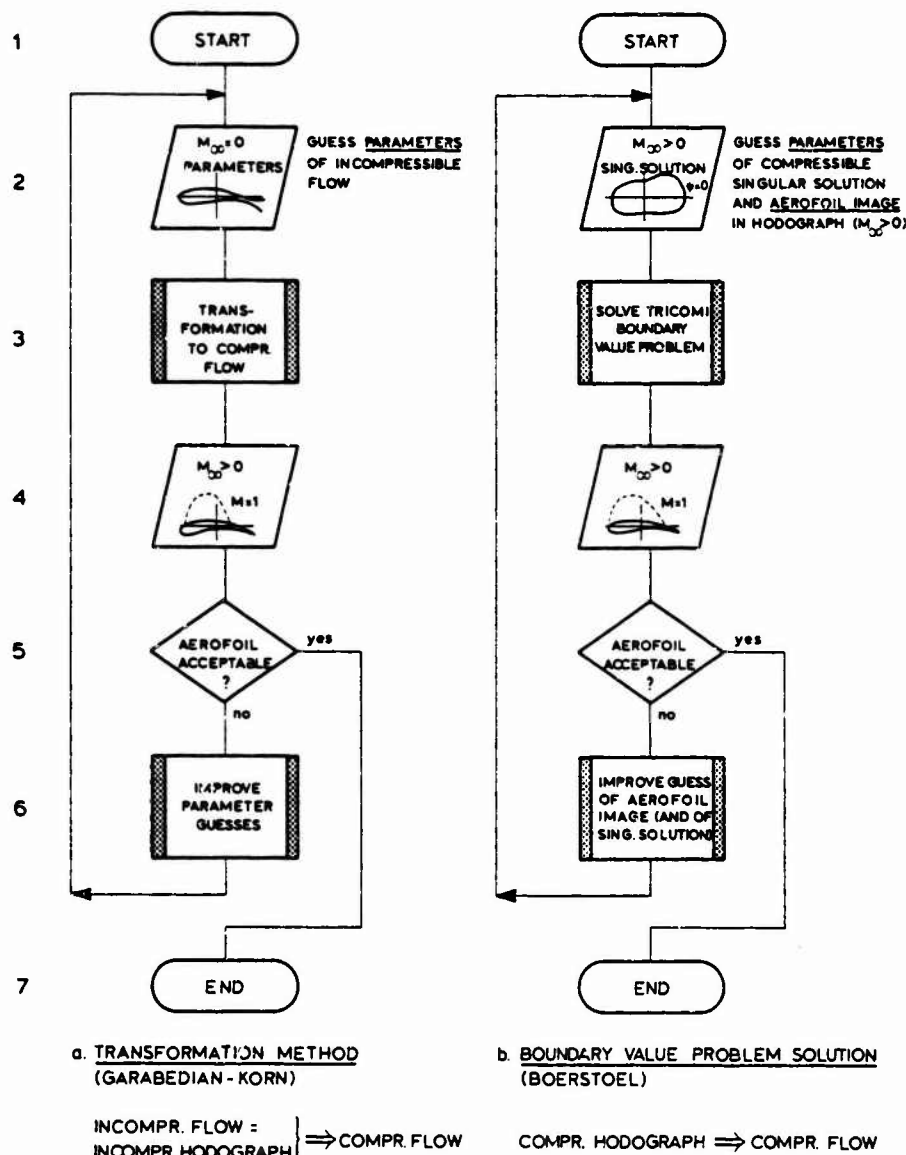 1
START
START
2
M∞=0
PARAMETERS
GUESS PARAMETERS
OF INCOMPRESSIBLE
FLOW
M∞>0
SING. SOLUTION
ψ=0
GUESS PARAMETERS
OF COMPRESSIBLE
SINGULAR SOLUTION
AND AEROFOIL IMAGE
IN HODOGRAPH (M∞>0)
3
TRANS-
FORMATION
TO COMPR.
FLOW
SOLVE TRICOMI
BOUNDARY
VALUE PROBLEM
4
M∞>0
M=1
M∞>0
M=1
5
AEROFOIL
ACCEPTABLE
?
yes
no
AEROFOIL
ACCEPTABLE
?
yes
no
6
IMPROVE
PARAMETER
GUESSES
IMPROVE GUESS
OF AEROFOIL
IMAGE (AND OF
SING. SOLUTION)
7
END
END
a. TRANSFORMATION METHOD
(GARABEDIAN-KORN)
b. BOUNDARY VALUE PROBLEM SOLUTION
(BOERSTOEL)
INCOMPR. FLOW =
INCOMPR. HODOGRAPH
⇒ COMPR. FLOW
COMPR. HODOGRAPH ⇒ COMPR. FLOW